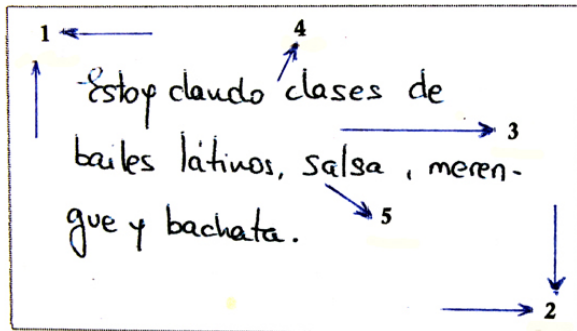 1 4
Estoy dando clases de
3
bailes látinos, salsa, meren-
5
gue y bachata.
2